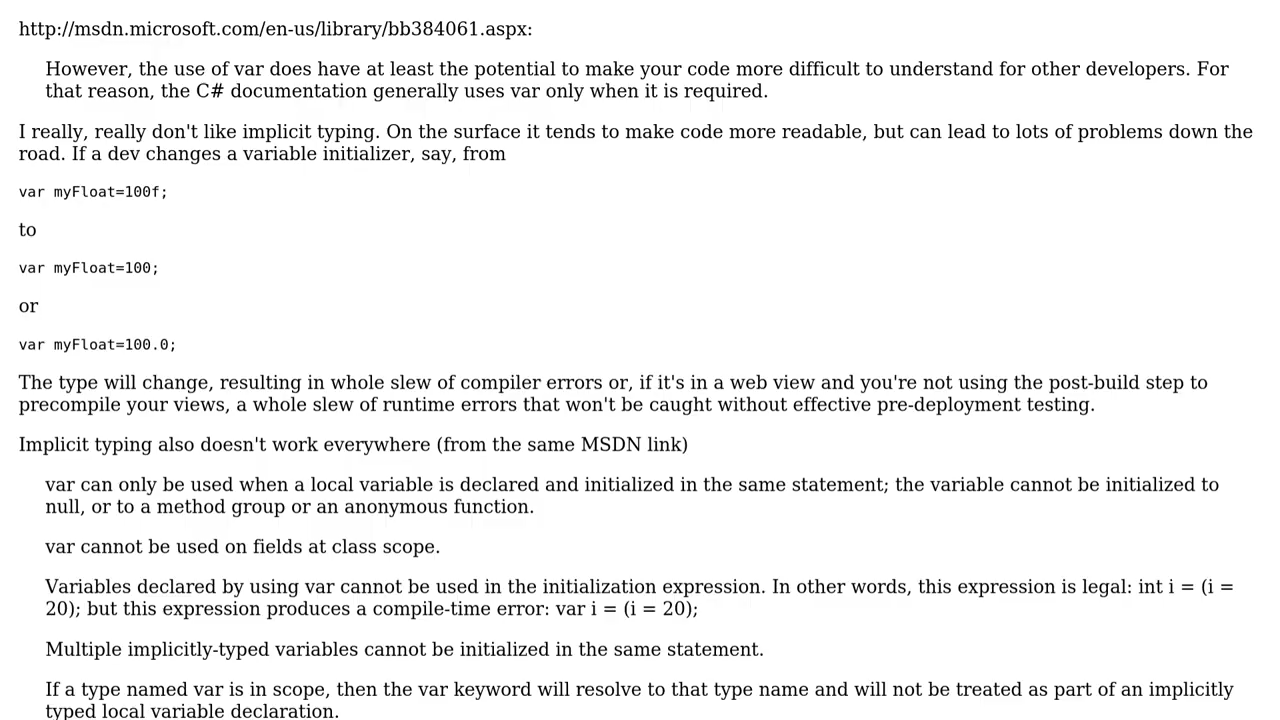 http://msdn.microsoft.com/en-us/library/bb384061.aspx:
However, the use of var does have at least the potential to make your code more difficult to understand for other developers. For
that reason, the C# documentation generally uses var only when it is required.
I really, really don't like implicit typing. On the surface it tends to make code more readable, but can lead to lots of problems down the
road. If a dev changes a variable initializer, say, from
var myFloat=100f;
to
var myFloat=100;
or
var myFloat=100.0;
The type will change, resulting in whole slew of compiler errors or, if it's in a web view and you're not using the post-build step to
precompile your views, a whole slew of runtime errors that won't be caught without effective pre-deployment testing.
Implicit typing also doesn't work everywhere (from the same MSDN link)
var can only be used when a local variable is declared and initialized in the same statement; the variable cannot be initialized to
null, or to a method group or an anonymous function.
var cannot be used on fields at class scope.
Variables declared by using var cannot be used in the initialization expression. In other words, this expression is legal: int i = (i =
20); but this expression produces a compile-time error: var i = (i = 20);
Multiple implicitly-typed variables cannot be initialized in the same statement.
If a type named var is in scope, then the var keyword will resolve to that type name and will not be treated as part of an implicitly
typed local variable declaration.